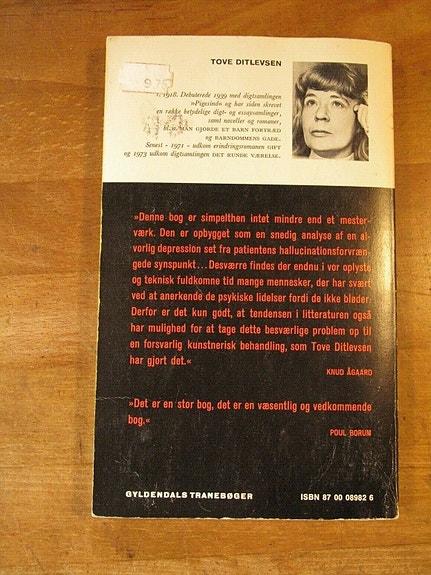 TOVE DITLEVSEN
f. 1918. Debuterede 1939 med digtsamlingen
»Pigesind« og har siden skrevet
en række betydelige digt- og essaysamlinger,
samt noveller og romaner,
MAN GJORDE ET BARN FORTRÆD
og BARNDOMMENS GADE.
Senest - 1971 - udkom erindringsromanen GIFT
og 1973 udkom digtsamlingen DET RUNDE VÆRELSE.
»Denne bog er simpelthen intet mindre end et mester-
værk. Den er opbygget som en snedig analyse af en al-
vorlig depression set fra patientens hallucinationsforvræn-
gede synspunkt... Desværre findes der endnu i vor oplyste
og teknisk fuldkomne tid mange mennesker, der har svært
ved at anerkende de psykiske lidelser fordi de ikke bløder.
Derfor er det kun godt, at tendensen i litteraturen også
har mulighed for at tage dette besværlige problem op til
en forsvarlig kunstnerisk behandling, som Tove Ditlevsen
har gjort det.«
KNUD ÅGAARD
»Det er en stor bog, det er en væsentlig og vedkommende
bog.«
POUL BORUM
GYLDENDALS TRANEBØGER
ISBN 87 00 08982 6